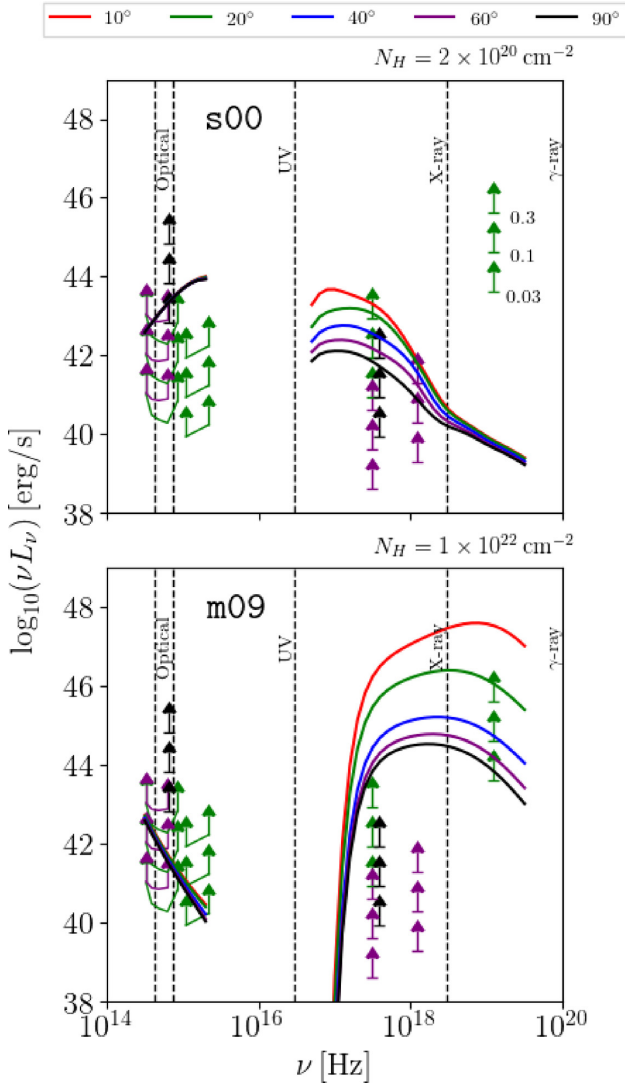 10° 20° 40° 60° 90°
N_H = 2 × 10^20 cm^−2
48
46
44
42
40
38
s00
Optical
UV
X-ray
γ-ray
0.3
0.1
0.03
log10(νLν) [erg/s]
N_H = 1 × 10^22 cm^−2
48
46
44
42
40
38
m09
Optical
UV
X-ray
γ-ray
10^14 10^16 10^18 10^20
ν [Hz]